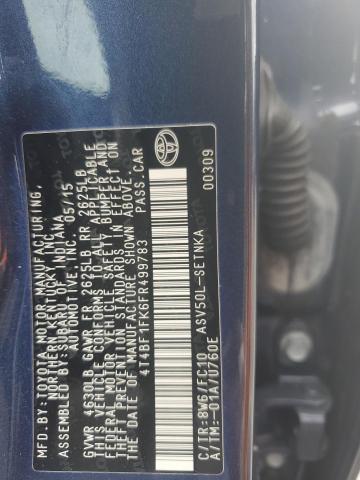 MFD.BY:TOYOTA MOTOR MANUFACTURING,
NORTHERN KENTUCKY,INC.
ASSEMBLED BY:SUBARU OF INDIANA
AUTOMOTIVE,INC. 05/15
GVWR 4630LB GAWR FR 2625LB RR 2625LB
THIS VEHICLE CONFORMS TO ALL APPLICABLE
FEDERAL MOTOR VEHICLE SAFETY, BUMPER, AND
THEFT PREVENTION STANDARDS IN EFFECT ON
THE DATE OF MANUFACTURE SHOWN ABOVE.
4T4BF1FK6FR499783 PASS.CAR
C/TR:8W6/FC10 ASV50L-SETNKA
A/TM:-01A/U760E 00309